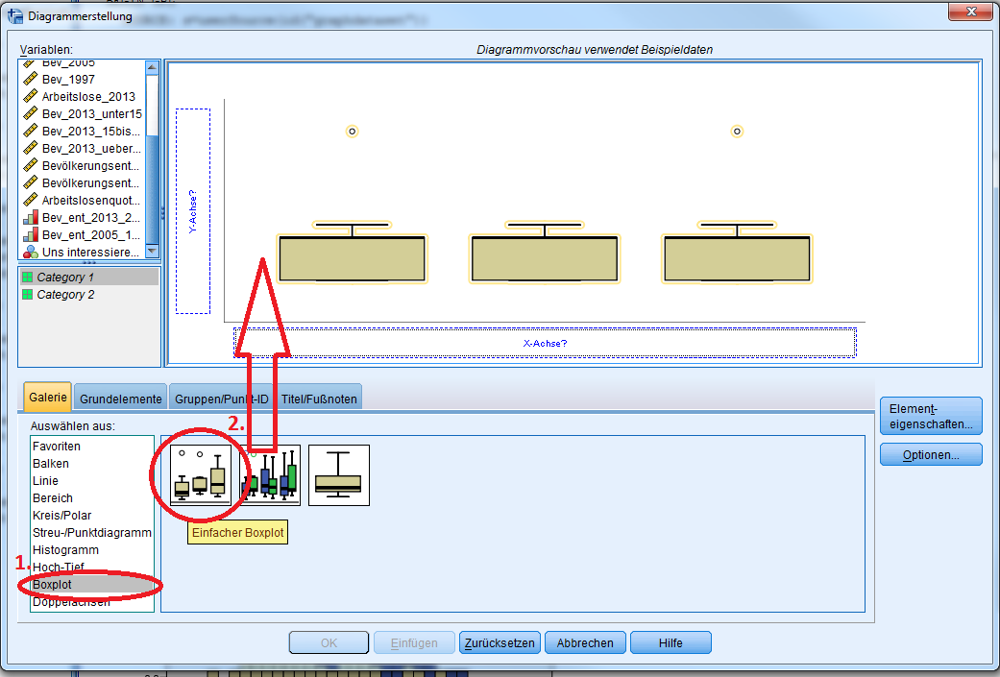 Diagrammerstellung
Variablen:
Diagrammvorschau verwendet Beispieldaten
Bev_2005
Bev_1997
Arbeitslose_2013
Bev_2013_unter15
Bev_2013_15bis...
Bev_2013_ueber...
Bevölkerungsent...
Bevölkerungsent...
Arbeitslosenquot...
Bev_ent_2013_2...
Bev_ent_2005_1...
Uns interessiere...
Category 1
Category 2
Y-Achse?
X-Achse?
Galerie
Grundelemente
Gruppen/Punkt-ID
Titel/Fußnoten
Element-
eigenschaften...
Optionen...
Auswählen aus:
2.
Favoriten
Balken
Linie
Bereich
Kreis/Polar
Streu-/Punktdiagramm
Histogramm
1.
Hoch-Tief
Boxplot
Doppelachsen
Einfacher Boxplot
OK
Einfügen
Zurücksetzen
Abbrechen
Hilfe